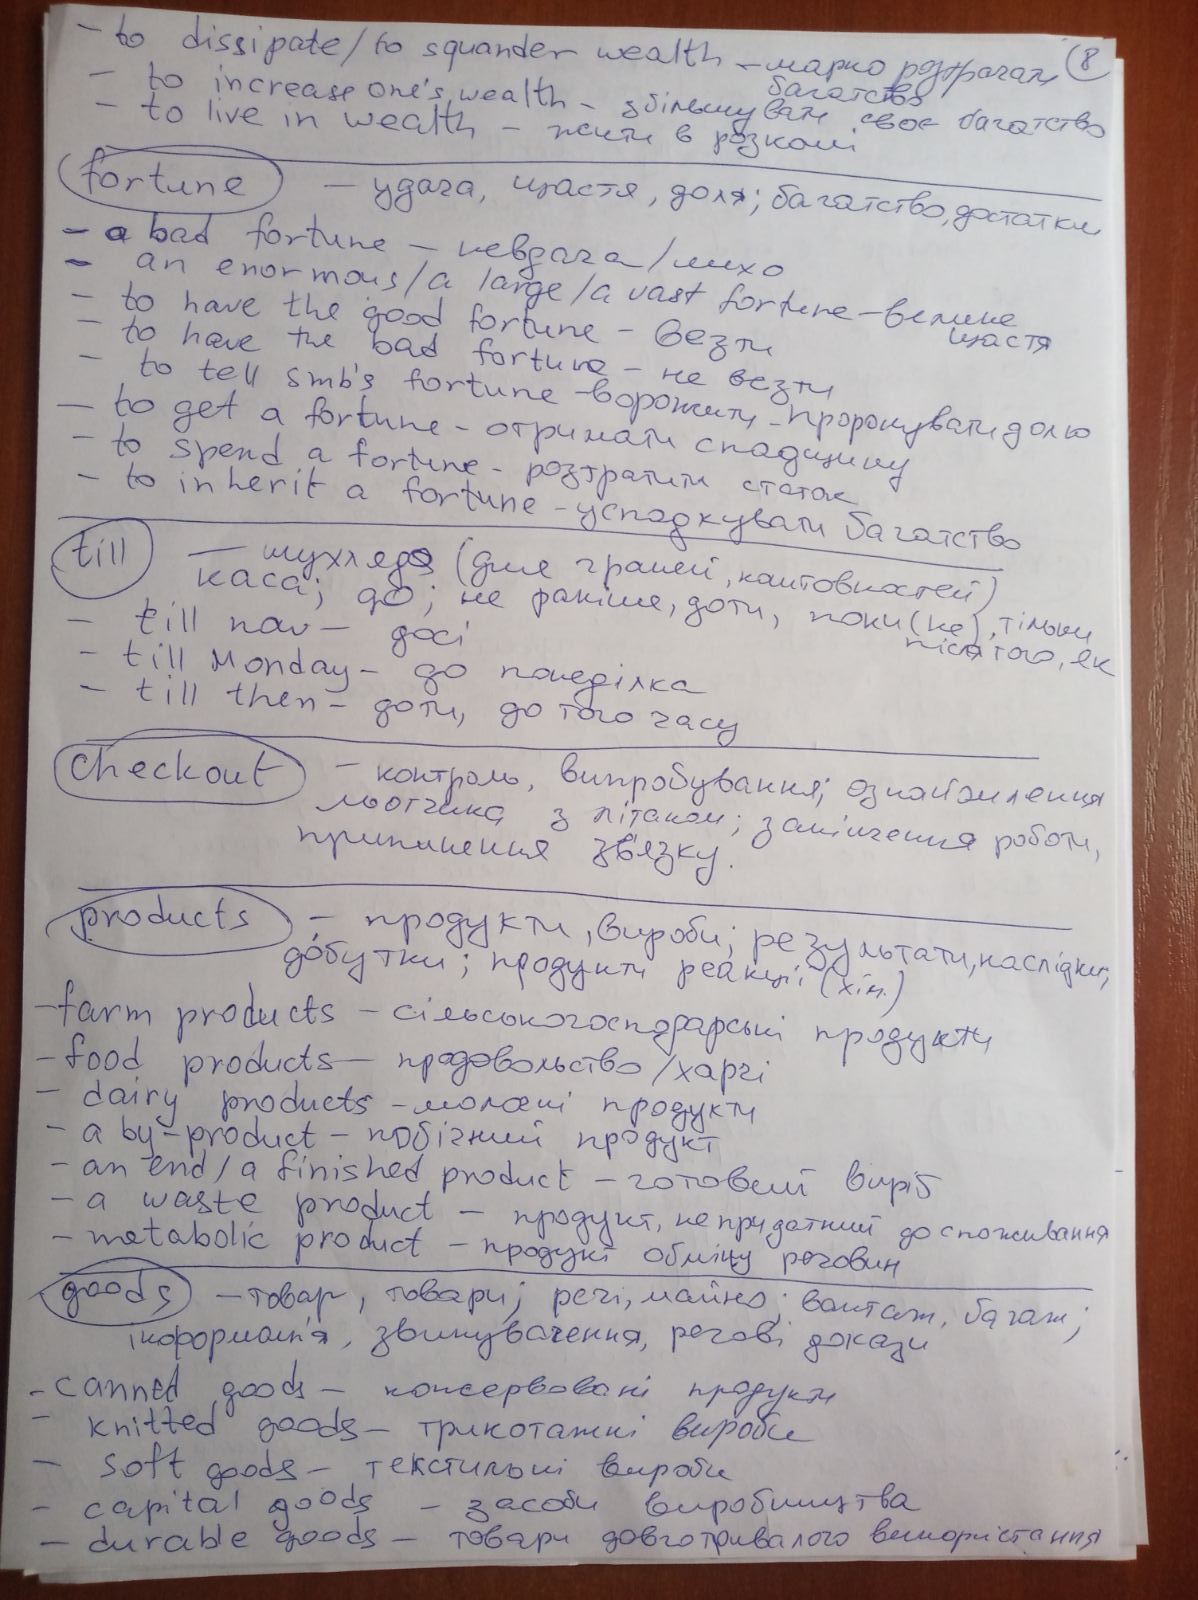 - to dissipate/to squander wealth - марно розтрачати
багатство
8
- to increase one's wealth - збільшувати своє багатство
- to live in wealth - жити в розкоші
fortune - удача, щастя, доля; багатство, достатки
- a bad fortune - невдача/лихо
- an enormous/a large/a vast fortune - велике
щастя
- to have the good fortune - везти
- to have the bad fortune - не везти
- to tell smb's fortune - ворожити - пророкувати долю
- to get a fortune - отримати спадщину
- to spend a fortune - розтратити статок
- to inherit a fortune - успадкувати багатство
till - шухляда (для грошей, коштовностей)
каса; до; не раніше, доти, поки (не), тільки
після того, як
- till now - досі
- till Monday - до понеділка
- till then - доти, до того часу
checkout - контроль, випробування; ознайомлення
льотчика з літаком; закінчення роботи,
припинення зв'язку.
products - продукти, вироби; результати, наслідки;
добутки; продукти реакції (хім.)
- farm products - сільськогосподарські продукти
- food products - продовольство/харчі
- dairy products - молочні продукти
- a by-product - побічний продукт
- an end/a finished product - готовий виріб
- a waste product - продукт, непридатний до споживання
- metabolic product - продукт обміну речовин
goods - товар, товари; речі, майно; вантаж, багаж;
звинувачення, речові докази
- canned goods - консервовані продукти
- knitted goods - трикотажні вироби
- soft goods - текстильні вироби
- capital goods - засоби виробництва
- durable goods - товари довготривалого використання